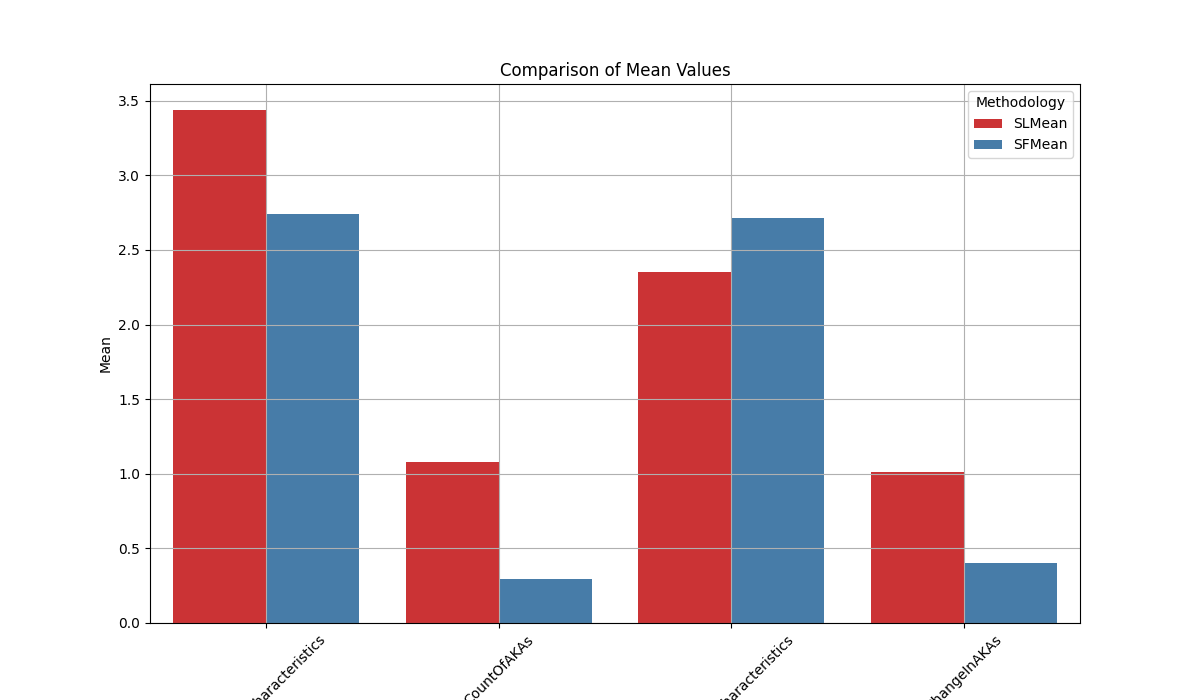 Comparison of Mean Values
Methodology
SLMean
SFMean
Mean
3.5
3.0
2.5
2.0
1.5
1.0
0.5
0.0
haracteristics
CountOfAKAs
haracteristics
hangeInAKAs